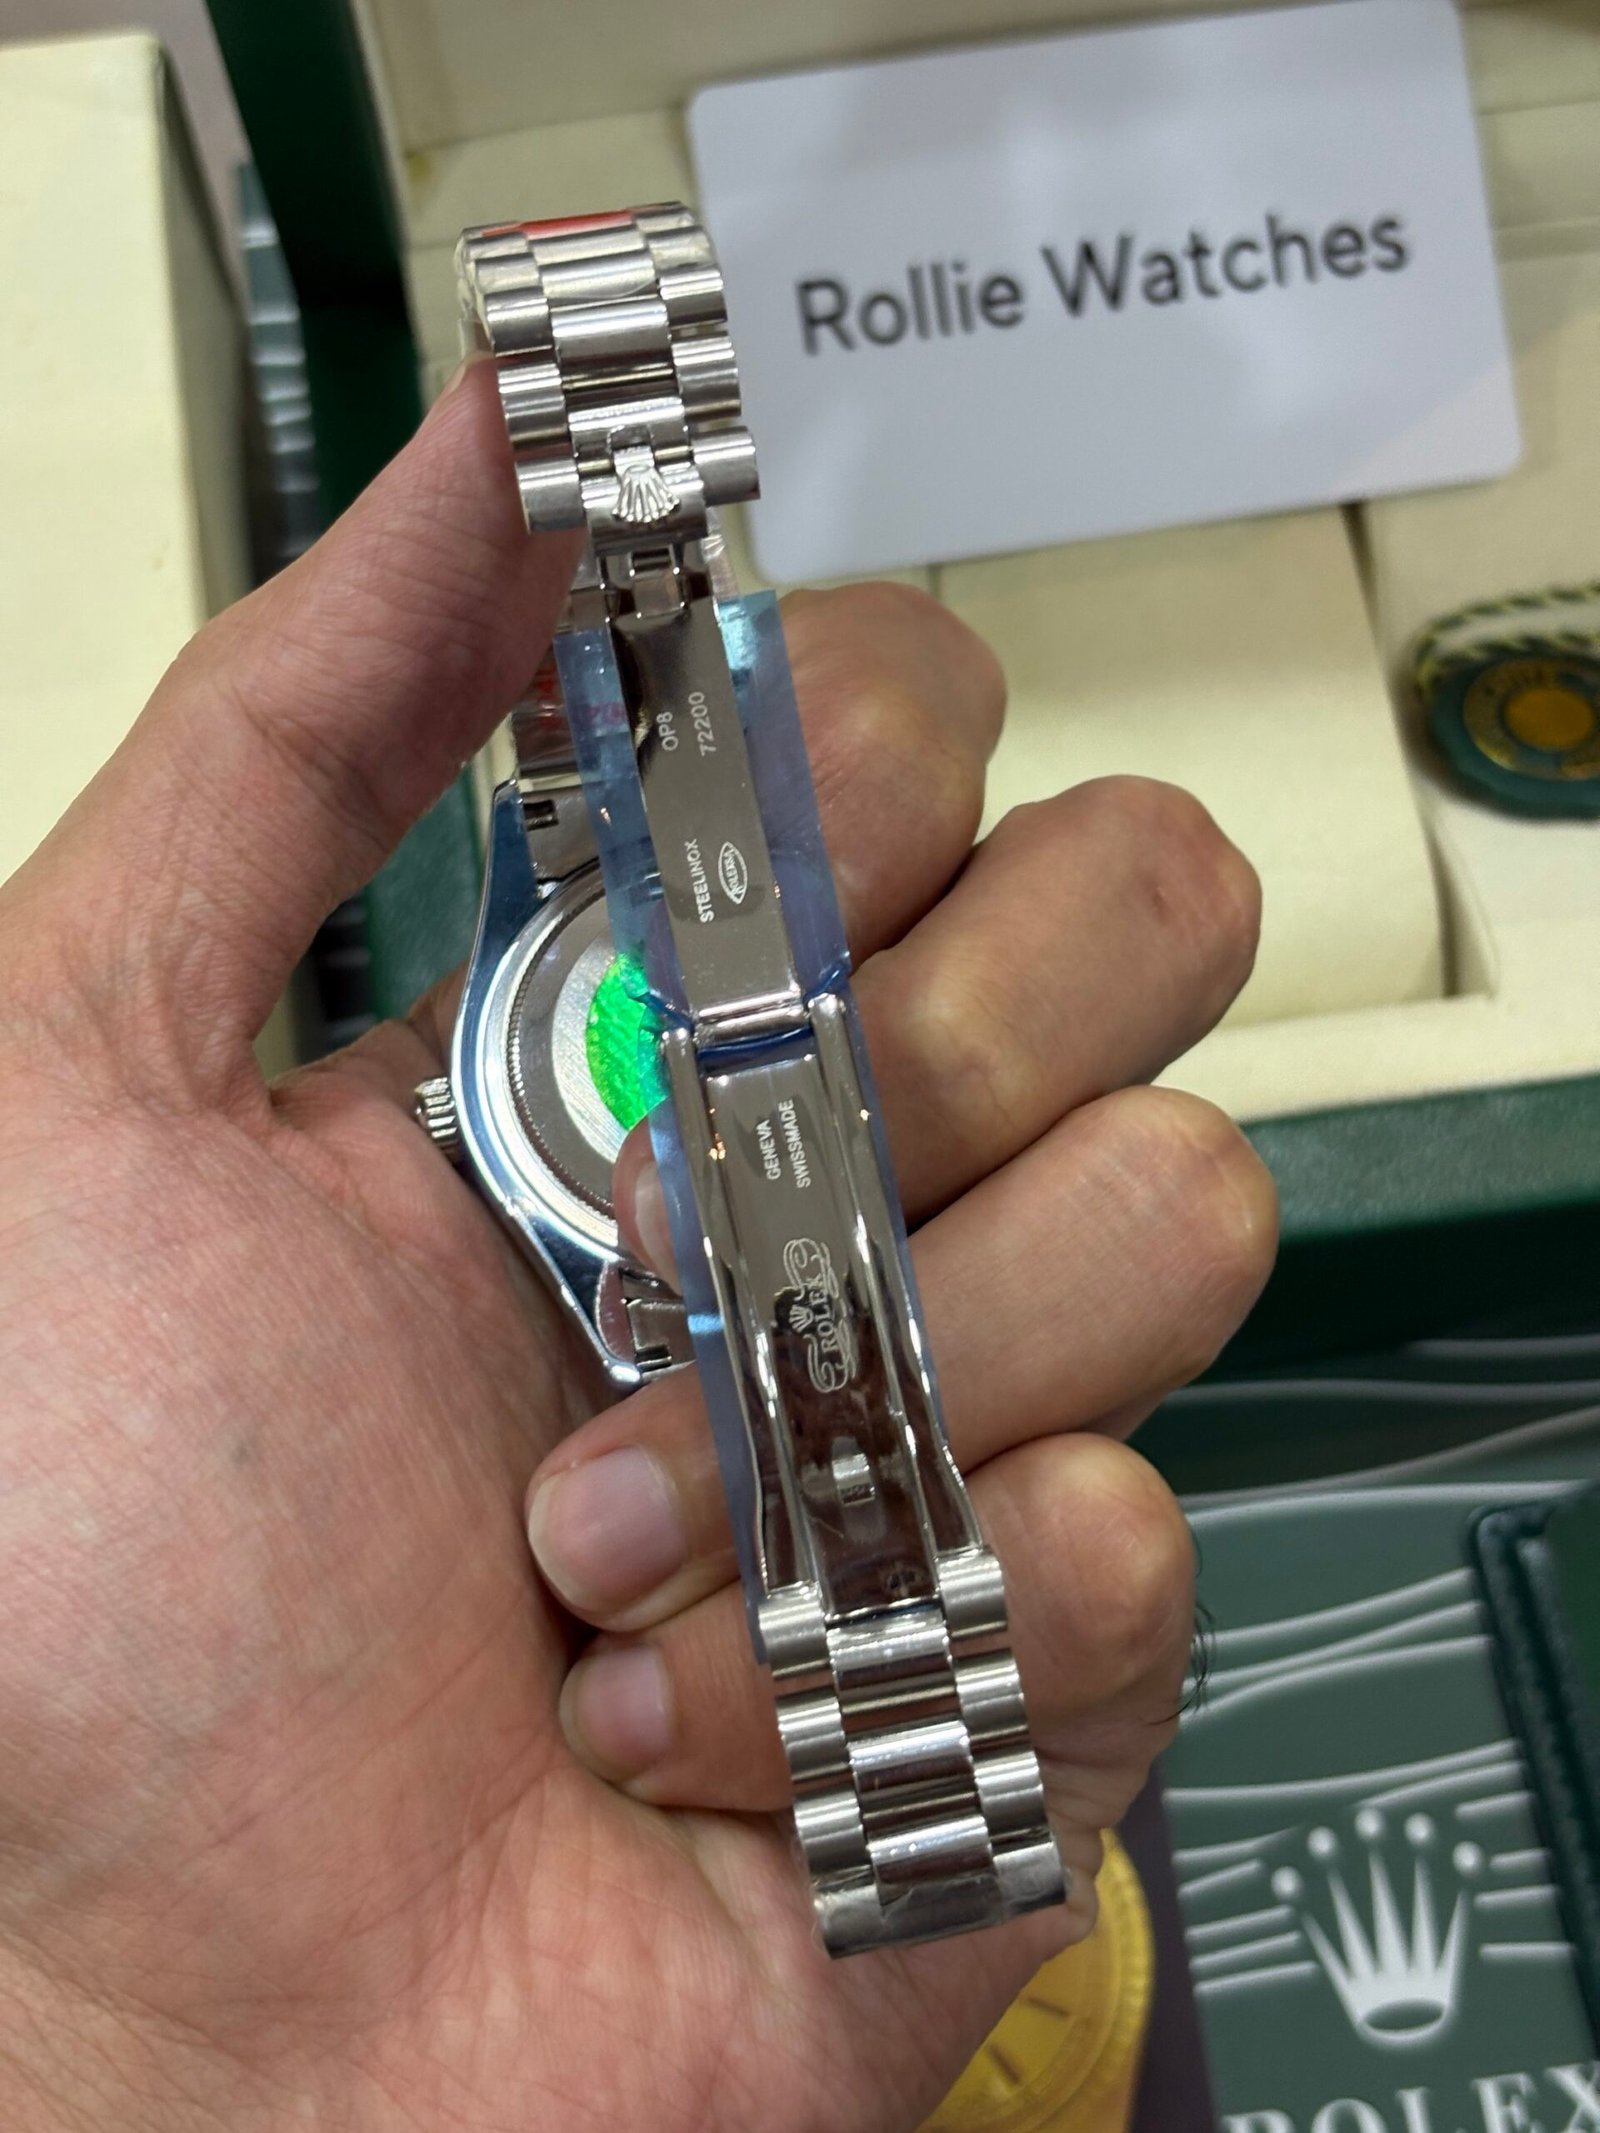 Rollie Watches
OP8
72200
STEELINOX
GENEVA
SWISSMADE
ROLEX
ROLEX